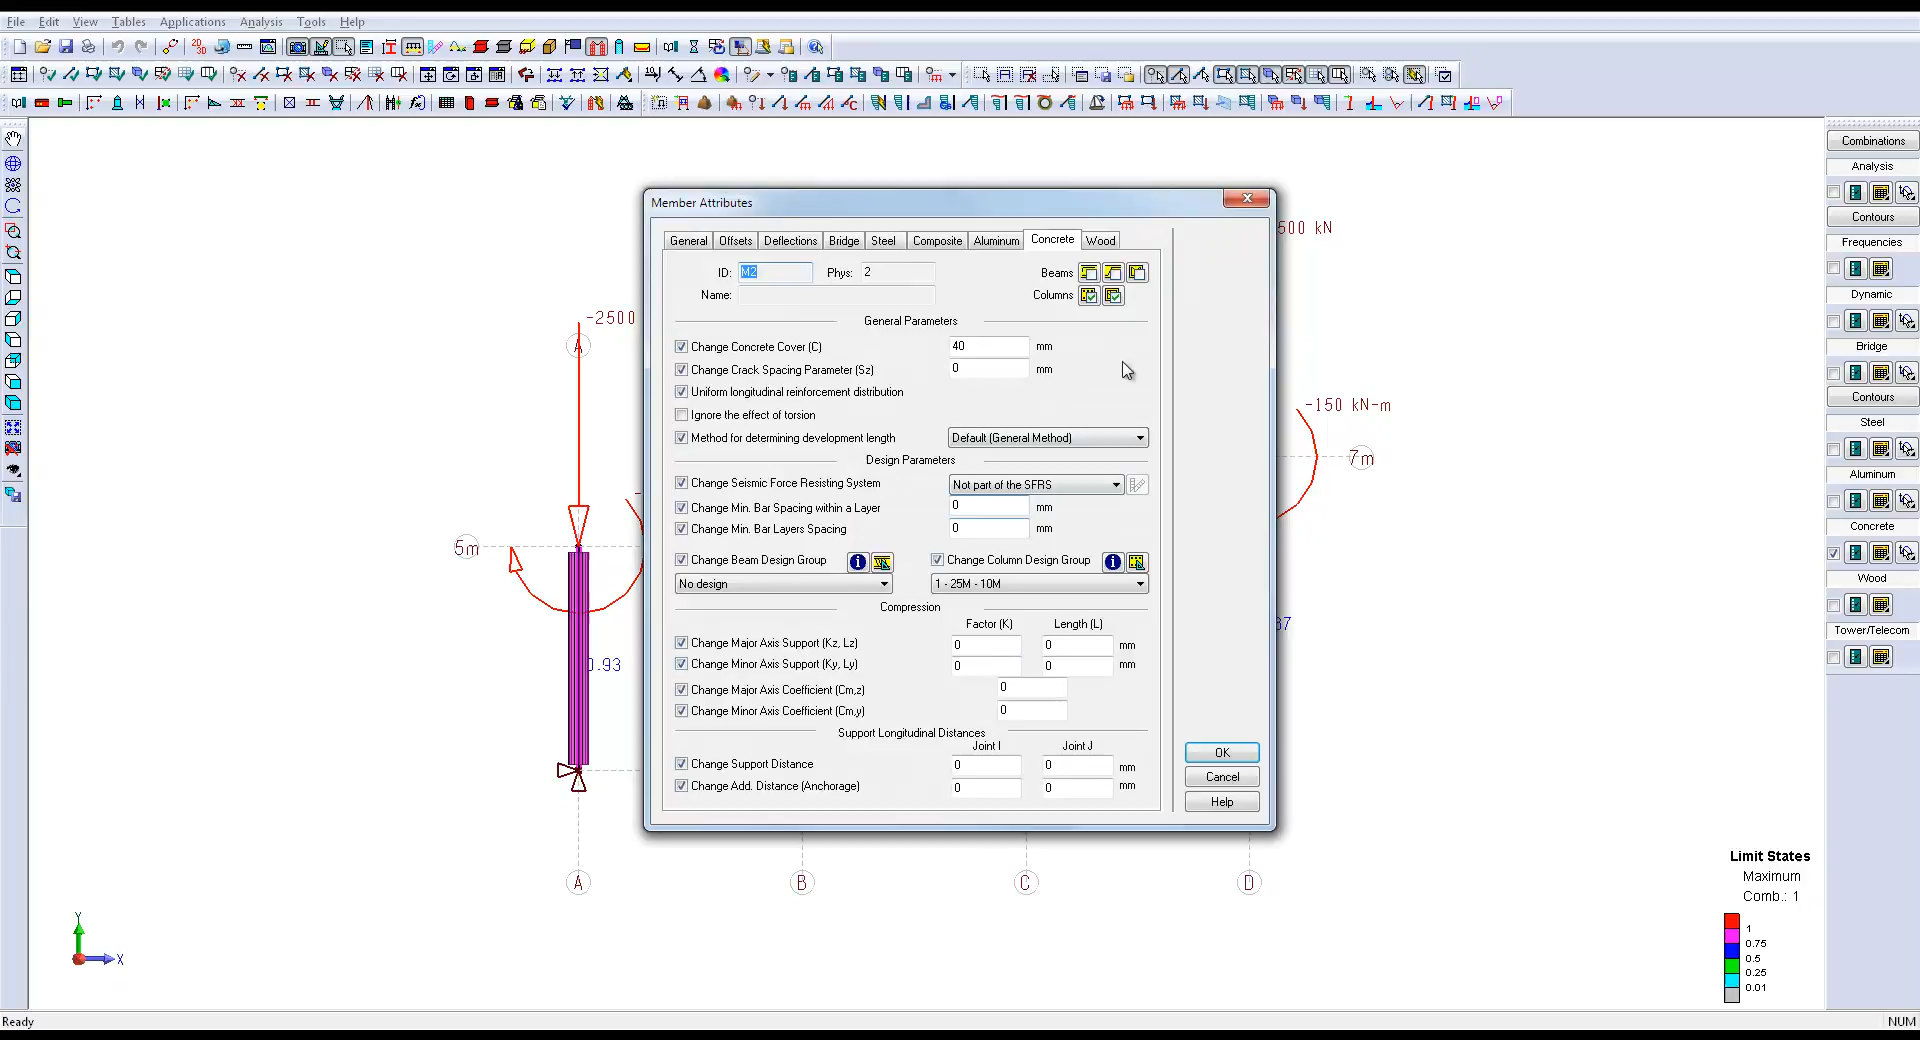 File Edit View Tables Applications Analysis Tools Help
Combinations
Analysis
Contours
Frequencies
Dynamic
Bridge
Contours
Steel
Aluminum
Concrete
Wood
Tower/Telecom
-2500
A
5m
0.93
500 kN
-150 kN-m
7m
37
Member Attributes
General Offsets Deflections Bridge Steel Composite Aluminum Concrete Wood
ID: M2 Phys: 2 Beams
Name: Columns
General Parameters
Change Concrete Cover (C) 40 mm
Change Crack Spacing Parameter (Sz) 0 mm
Uniform longitudinal reinforcement distribution
Ignore the effect of torsion
Method for determining development length Default (General Method)
Design Parameters
Change Seismic Force Resisting System Not part of the SFRS
Change Min. Bar Spacing within a Layer 0 mm
Change Min. Bar Layers Spacing 0 mm
Change Beam Design Group Change Column Design Group
No design 1 - 25M - 10M
Compression
Factor (K) Length (L)
Change Major Axis Support (Kz, Lz) 0 0 mm
Change Minor Axis Support (Ky, Ly) 0 0 mm
Change Major Axis Coefficient (Cm,z) 0
Change Minor Axis Coefficient (Cm,y) 0
Support Longitudinal Distances
Joint I Joint J
Change Support Distance 0 0 mm
Change Add. Distance (Anchorage) 0 0 mm
OK
Cancel
Help
A B C D
Limit States
Maximum
Comb.: 1
1
0.75
0.5
0.25
0.01
Y
X
Ready NUM